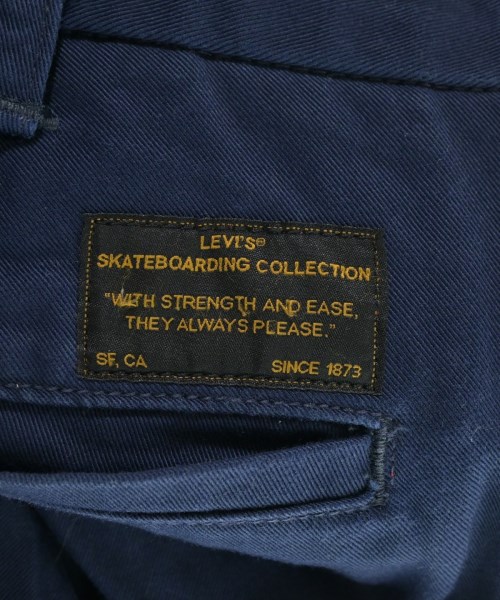 LEVI'S®
SKATEBOARDING COLLECTION
"WITH STRENGTH AND EASE,
THEY ALWAYS PLEASE."
SF, CA SINCE 1873